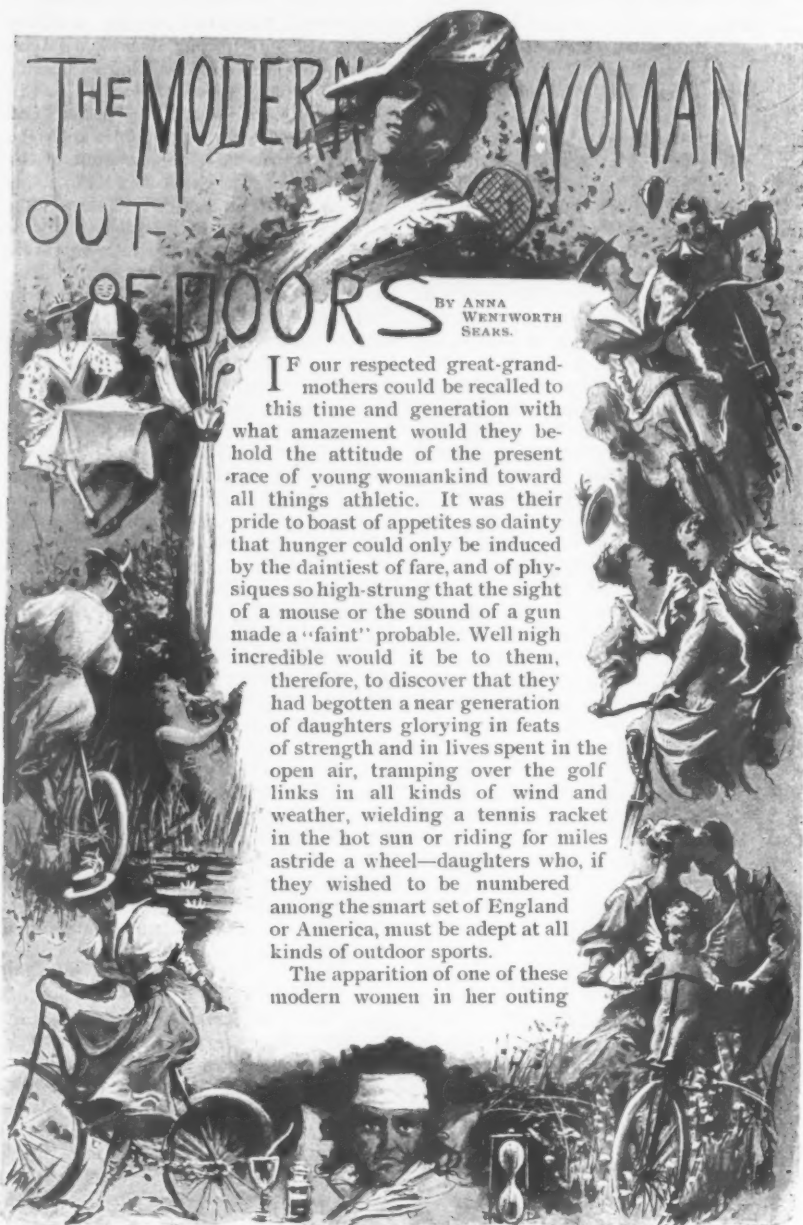 THE MODERN WOMAN
OUT-
OF DOORS
BY ANNA
WENTWORTH
SEARS.
IF our respected great-grand-
mothers could be recalled to
this time and generation with
what amazement would they be-
hold the attitude of the present
race of young womankind toward
all things athletic. It was their
pride to boast of appetites so dainty
that hunger could only be induced
by the daintiest of fare, and of phy-
siques so high-strung that the sight
of a mouse or the sound of a gun
made a “faint” probable. Well nigh
incredible would it be to them,
therefore, to discover that they
had begotten a near generation
of daughters glorying in feats
of strength and in lives spent in the
open air, tramping over the golf
links in all kinds of wind and
weather, wielding a tennis racket
in the hot sun or riding for miles
astride a wheel—daughters who, if
they wished to be numbered
among the smart set of England
or America, must be adept at all
kinds of outdoor sports.
The apparition of one of these
modern women in her outing